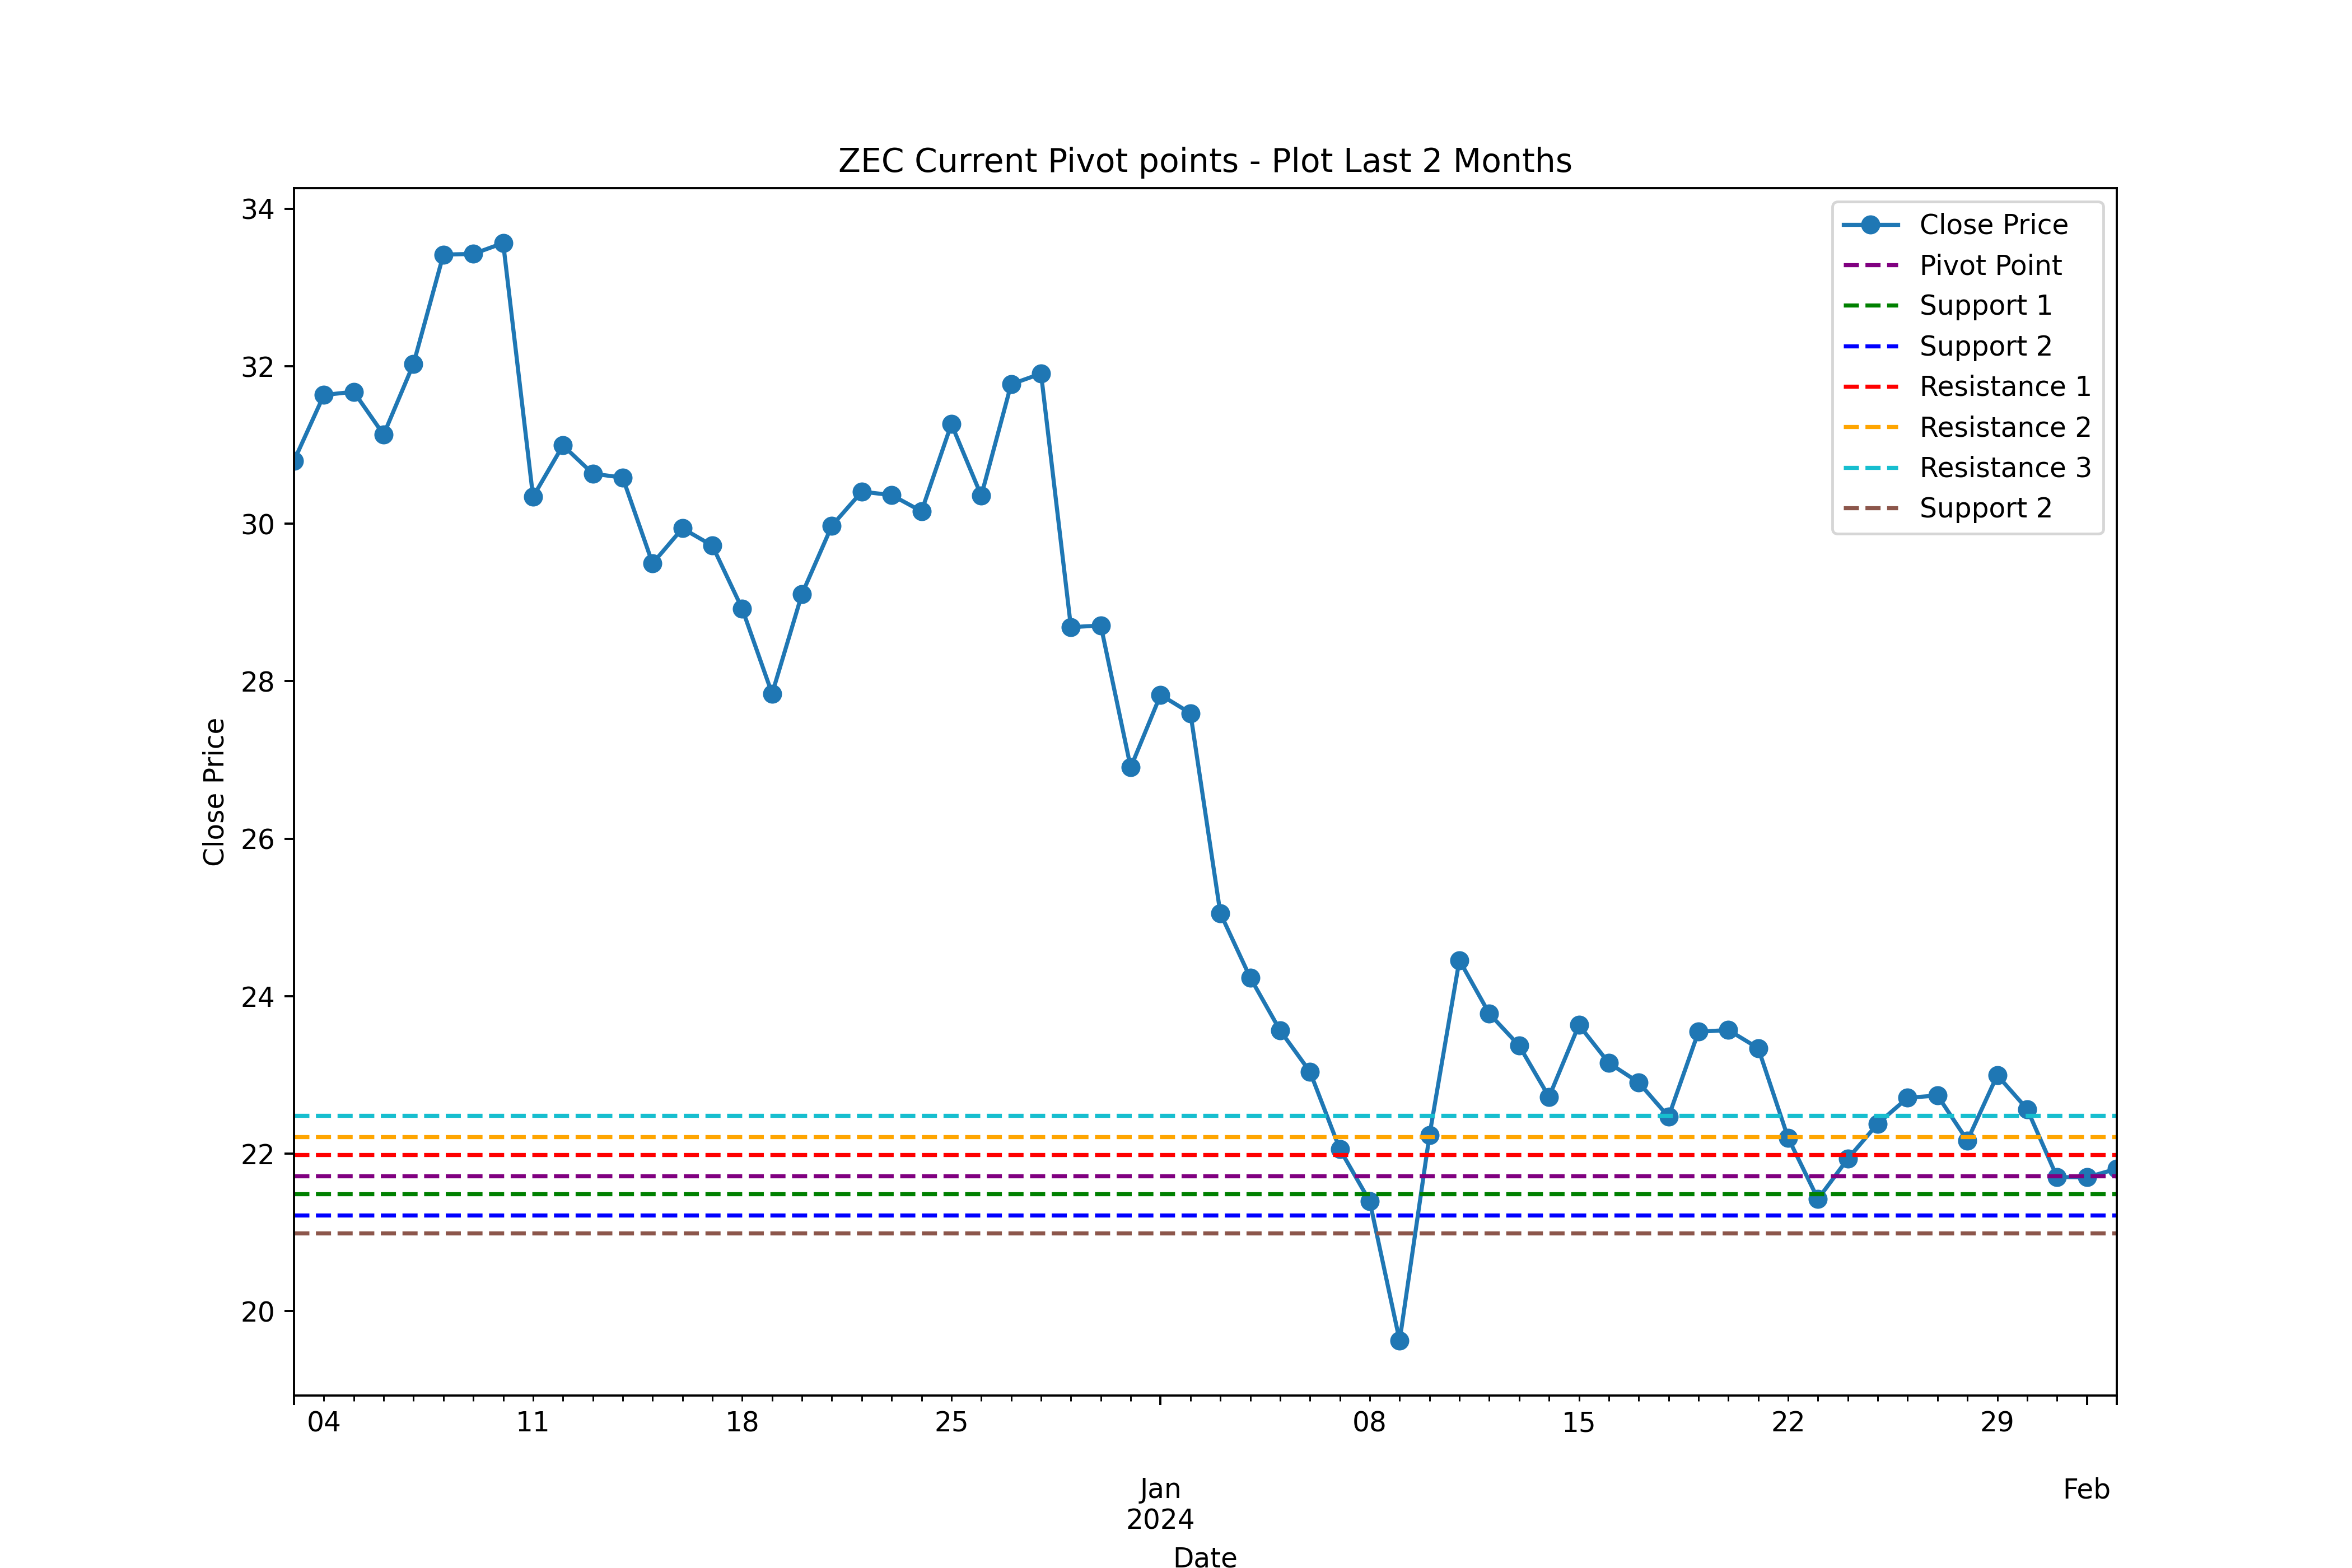 ZEC Current Pivot points - Plot Last 2 Months
34
32
30
28
26
24
22
20
Close Price
Close Price
Pivot Point
Support 1
Support 2
Resistance 1
Resistance 2
Resistance 3
Support 2
04 11 18 25 08 15 22 29
Jan Feb
2024
Date